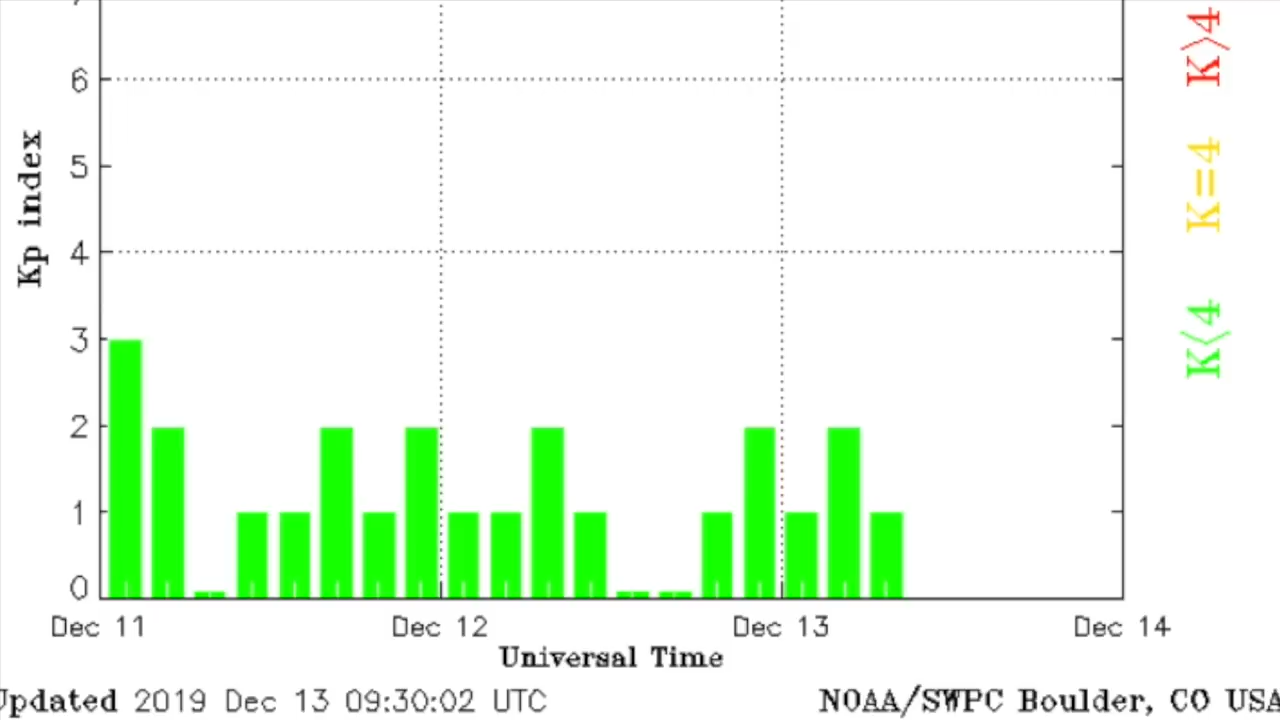 7
K>4
6
5
K=4
Kp index
4
K<4
3
2
1
0
Dec 11 Dec 12 Dec 13 Dec 14
Universal Time
Updated 2019 Dec 13 09:30:02 UTC
NOAA/SWPC Boulder, CO USA